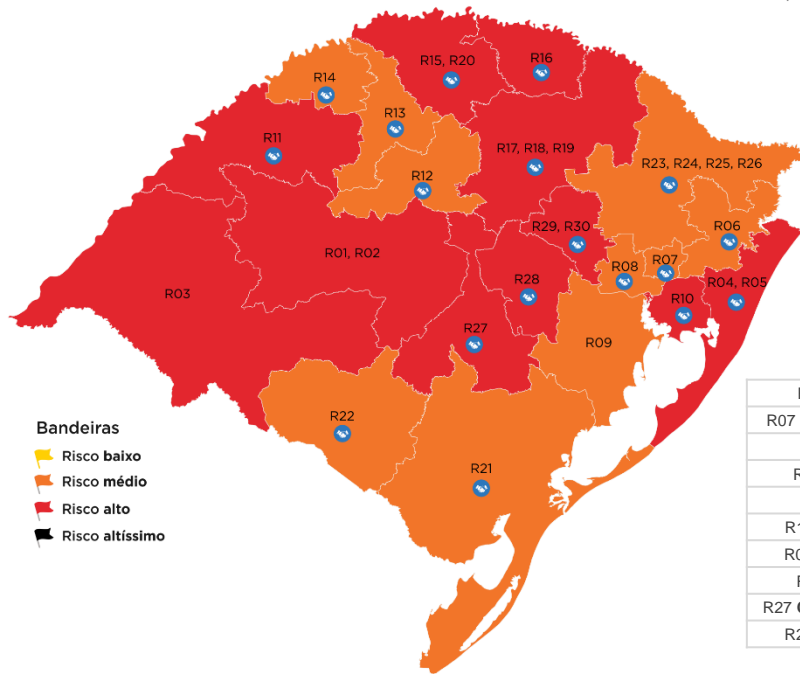 R15, R20
R16
R14
R13
R11
R17, R18, R19
R12
R23, R24, R25, R26
R29, R30
R06
R01, R02
R08
R07
R28
R04, R05
R03
R10
R27
R09
R22
R21
Bandeiras
Risco baixo
Risco médio
Risco alto
Risco altíssimo
R07
R27